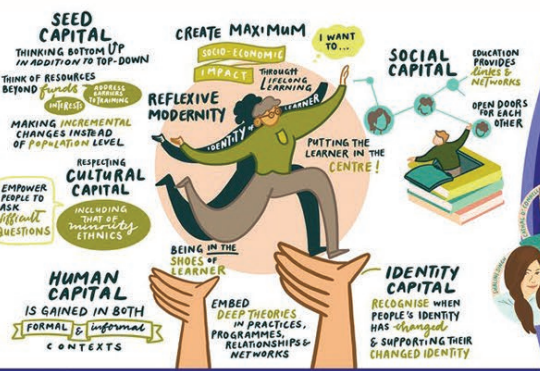 SEED
CAPITAL
THINKING BOTTOM UP
IN ADDITION TO TOP-DOWN
THINK OF RESOURCES
BEYOND funds
INTERESTS
ADDRESS
BARRIERS
TO TRAINING
MAKING INCREMENTAL
CHANGES INSTEAD
OF POPULATION LEVEL
RESPECTING
CULTURAL
CAPITAL
INCLUDING
THAT OF
minority
ETHNICS
EMPOWER
PEOPLE TO
ASK
difficult
QUESTIONS
HUMAN
CAPITAL
IS GAINED IN BOTH
FORMAL & informal
CONTEXTS
CREATE MAXIMUM
SOCIO-ECONOMIC
IMPACT THROUGH
LIFELONG
LEARNING
I WANT
TO...
REFLEXIVE
MODERNITY
IDENTITY OF
LEARNER
PUTTING THE
LEARNER IN THE
CENTRE!
BEING IN THE
SHOES OF
LEARNER
EMBED
DEEP THEORIES
IN PRACTICES,
PROGRAMMES,
RELATIONSHIPS &
NETWORKS
SOCIAL
CAPITAL
EDUCATION
PROVIDES
links &
NETWORKS
OPEN DOORS
FOR EACH
OTHER
IDENTITY
CAPITAL
RECOGNISE WHEN
PEOPLE'S IDENTITY
HAS changed
& SUPPORTING THEIR
CHANGED IDENTITY